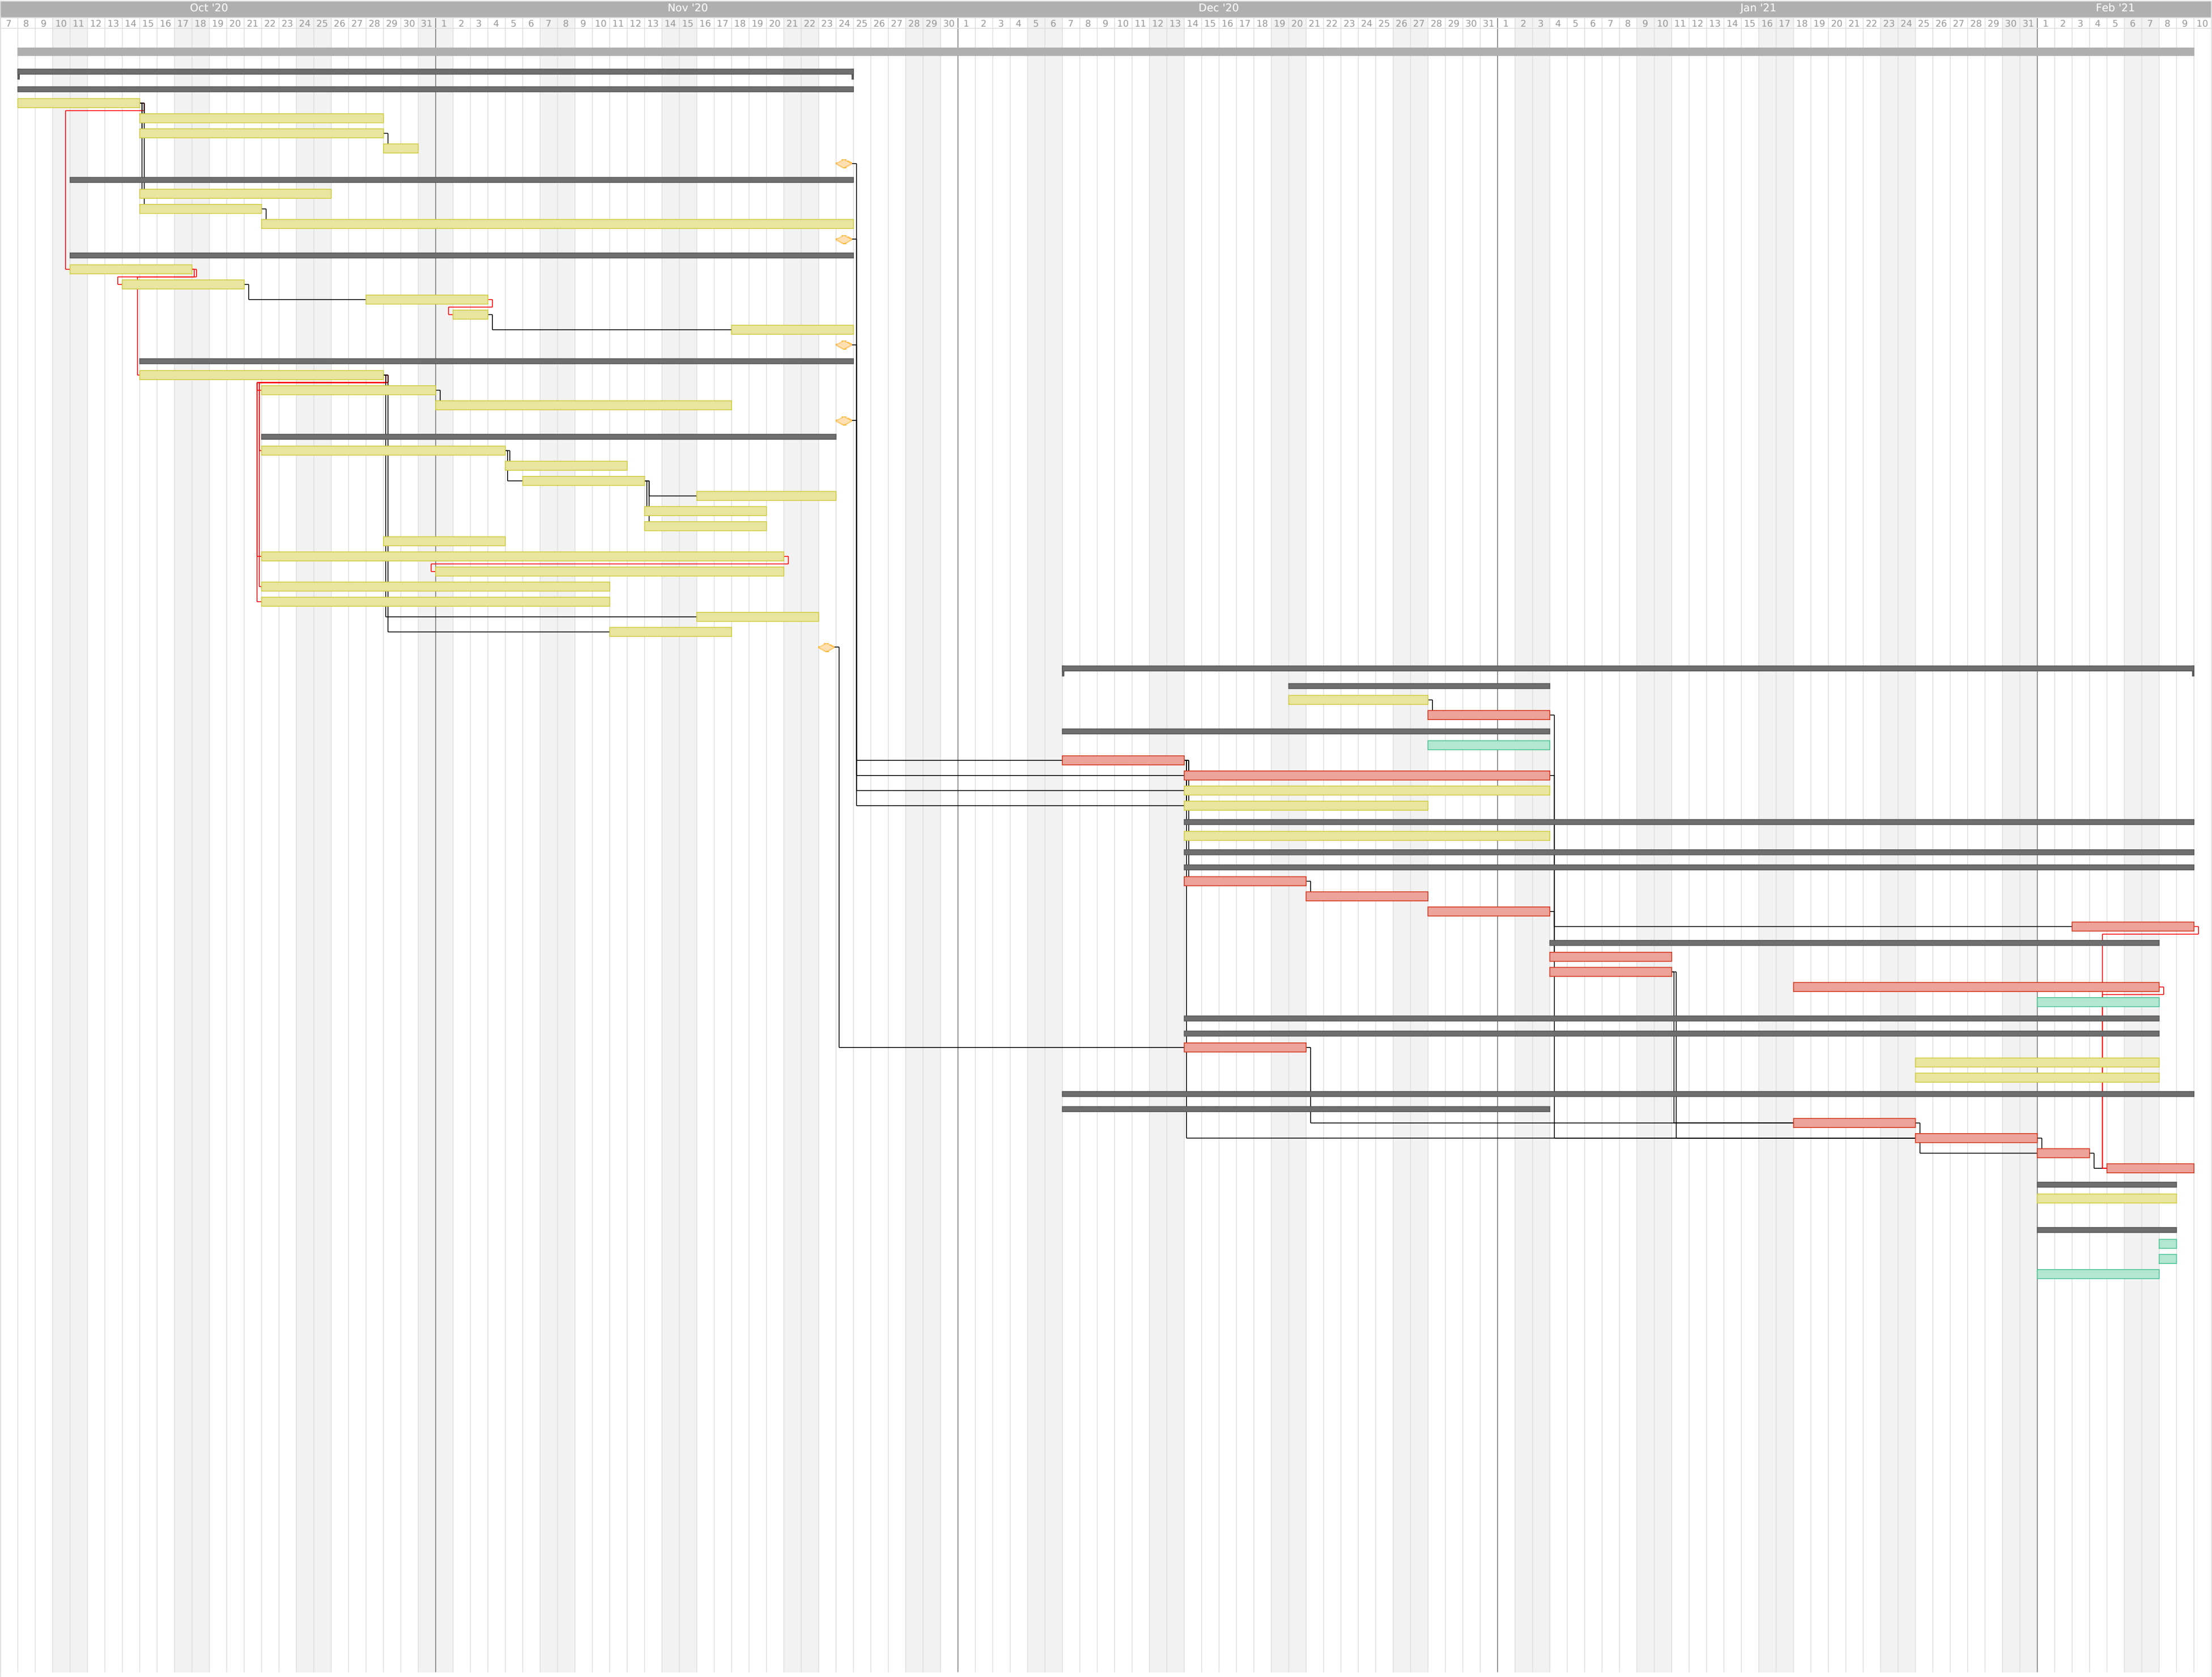 Oct '20 Nov '20 Dec '20 Jan '21 Feb '21
7 8 9 10 11 12 13 14 15 16 17 18 19 20 21 22 23 24 25 26 27 28 29 30 31 1 2 3 4 5 6 7 8 9 10 11 12 13 14 15 16 17 18 19 20 21 22 23 24 25 26 27 28 29 30 1 2 3 4 5 6 7 8 9 10 11 12 13 14 15 16 17 18 19 20 21 22 23 24 25 26 27 28 29 30 31 1 2 3 4 5 6 7 8 9 10 11 12 13 14 15 16 17 18 19 20 21 22 23 24 25 26 27 28 29 30 31 1 2 3 4 5 6 7 8 9 10